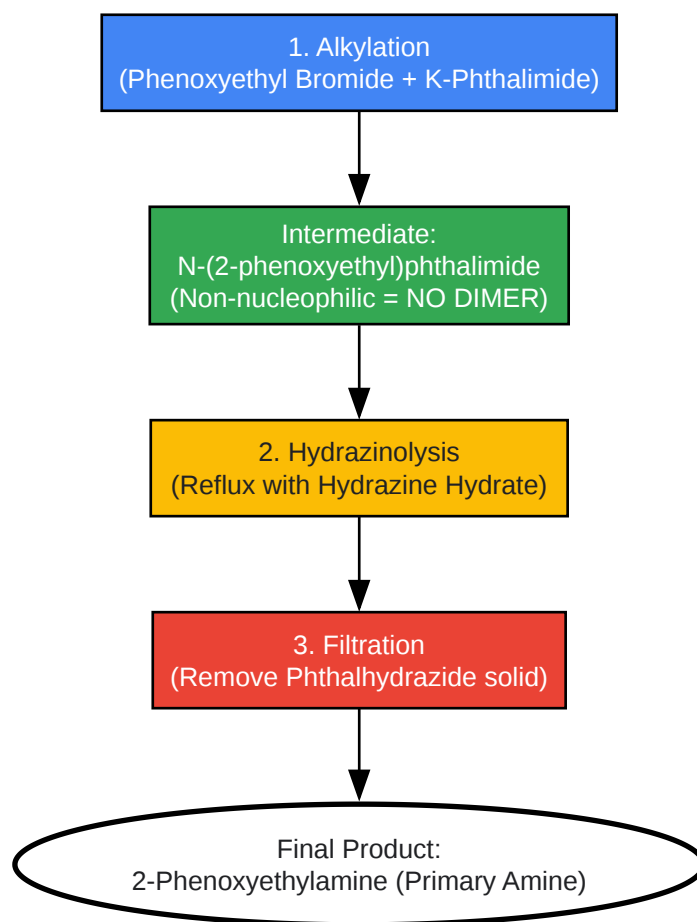 1. Alkylation
(Phenoxyethyl Bromide + K-Phthalimide)
Intermediate:
N-(2-phenoxyethyl)phthalimide
(Non-nucleophilic = NO DIMER)
2. Hydrazinolysis
(Reflux with Hydrazine Hydrate)
3. Filtration
(Remove Phthalhydrazide solid)
Final Product:
2-Phenoxyethylamine (Primary Amine)